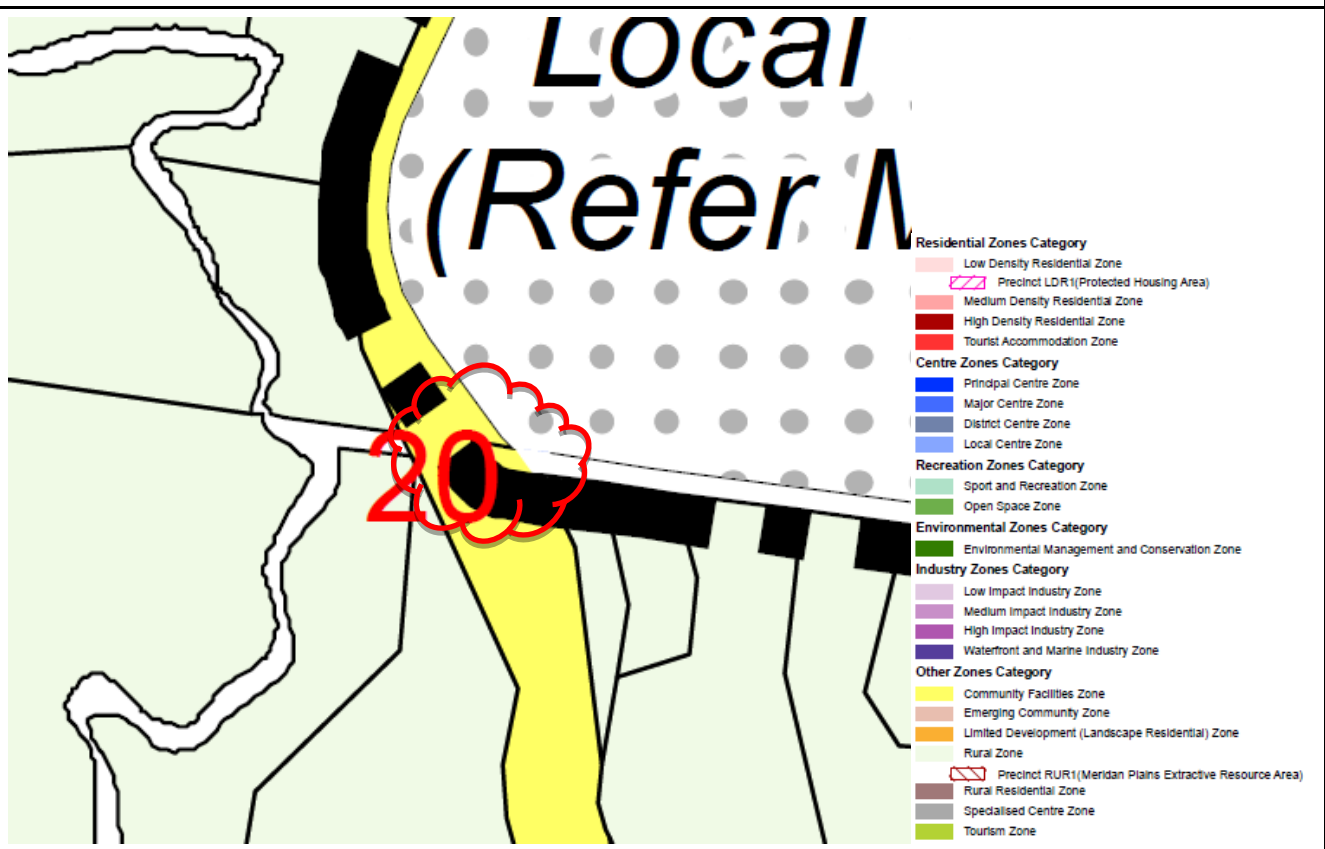 Local
(Refer M
20
Residential Zones Category
Low Density Residential Zone
Precinct LDR1(Protected Housing Area)
Medium Density Residential Zone
High Density Residential Zone
Tourist Accommodation Zone
Centre Zones Category
Principal Centre Zone
Major Centre Zone
District Centre Zone
Local Centre Zone
Recreation Zones Category
Sport and Recreation Zone
Open Space Zone
Environmental Zones Category
Environmental Management and Conservation Zone
Industry Zones Category
Low Impact Industry Zone
Medium Impact Industry Zone
High Impact Industry Zone
Waterfront and Marine Industry Zone
Other Zones Category
Community Facilities Zone
Emerging Community Zone
Limited Development (Landscape Residential) Zone
Rural Zone
Precinct RUR1(Meridan Plains Extractive Resource Area)
Rural Residential Zone
Specialised Centre Zone
Tourism Zone